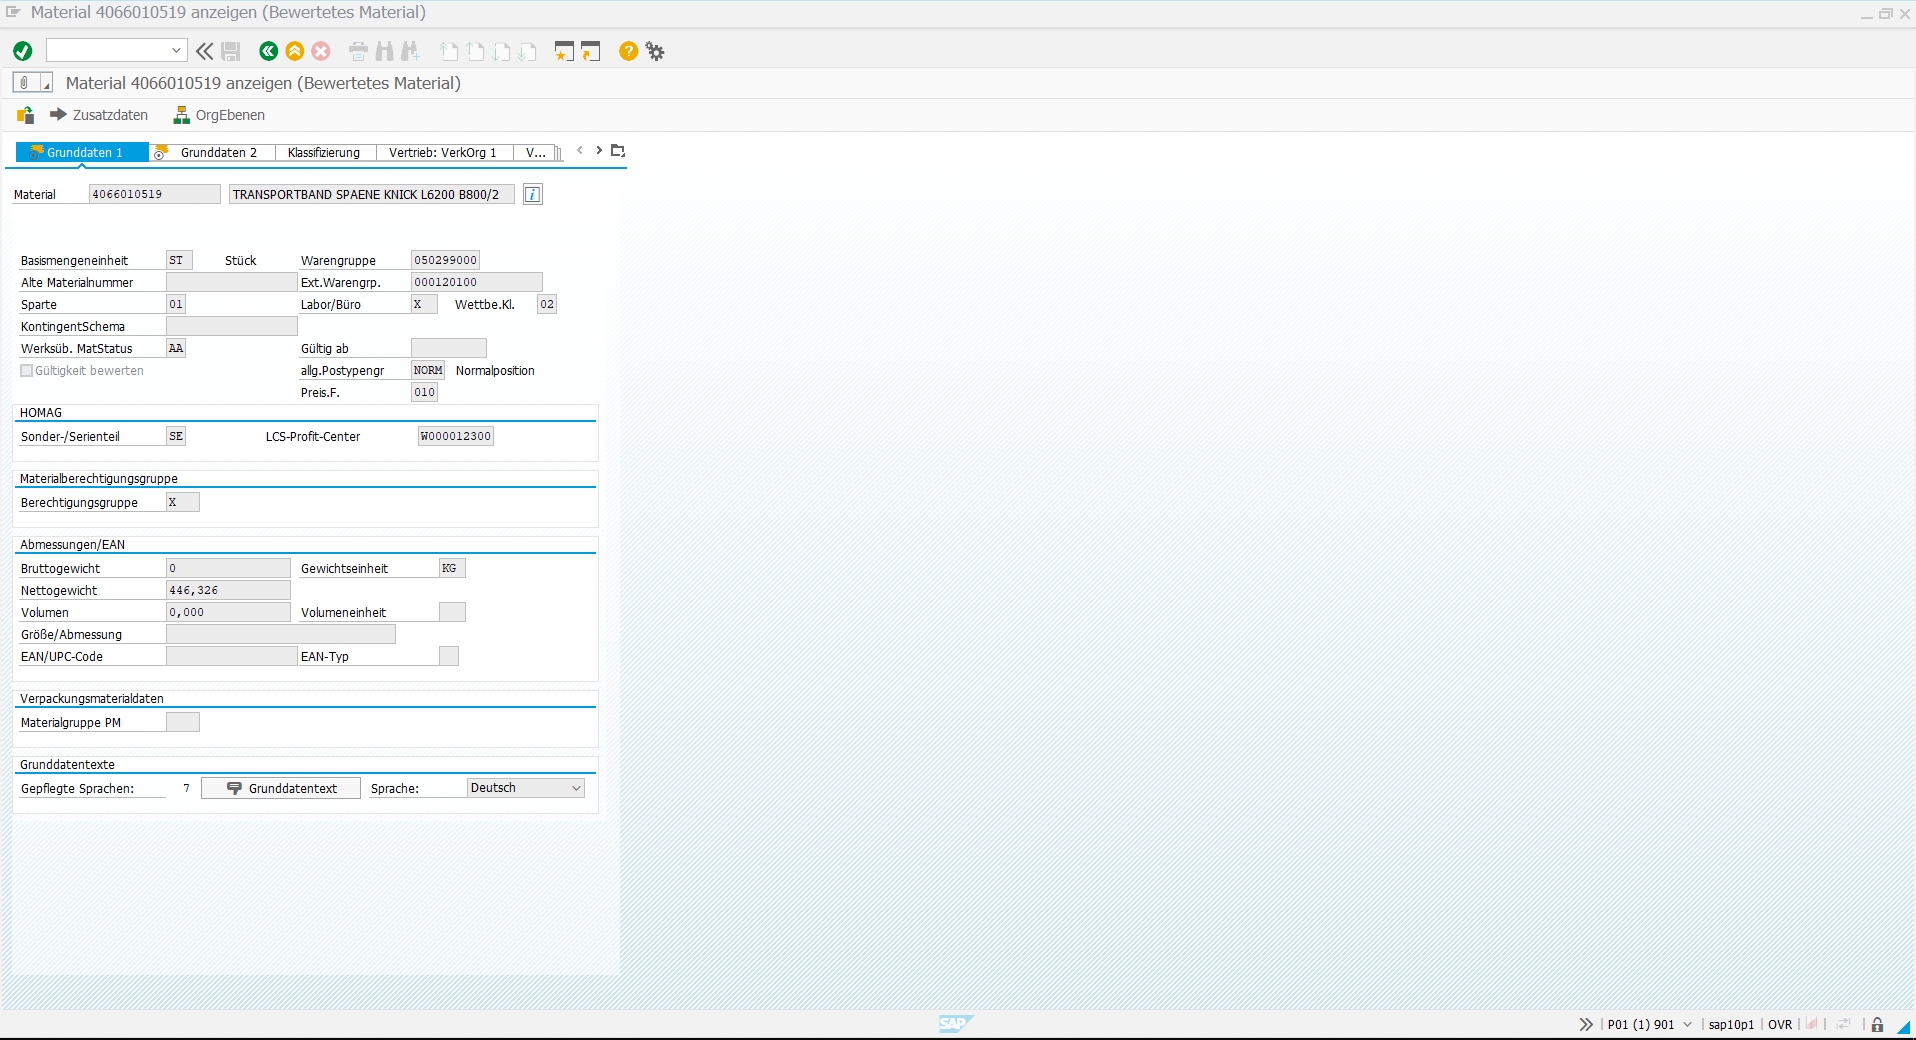 Material 4066010519 anzeigen (Bewertetes Material)
Material 4066010519 anzeigen (Bewertetes Material)
Zusatzdaten OrgEbenen
Grunddaten 1 Grunddaten 2 Klassifizierung Vertrieb: VerkOrg 1 V...
Material 4066010519 TRANSPORTBAND SPAENE KNICK L6200 B800/2
Basismengeneinheit ST Stück Warengruppe 050299000
Alte Materialnummer Ext.Warengrp. 000120100
Sparte 01 Labor/Büro X Wettbe.Kl. 02
KontingentSchema
Werksüb. MatStatus AA Gültig ab
Gültigkeit bewerten allg.Postypengr NORM Normalposition
Preis.F. 010
HOMAG
Sonder-/Serienteil SE LCS-Profit-Center W000012300
Materialberechtigungsgruppe
Berechtigungsgruppe X
Abmessungen/EAN
Bruttogewicht 0 Gewichtseinheit KG
Nettogewicht 446,326
Volumen 0,000 Volumeneinheit
Größe/Abmessung
EAN/UPC-Code EAN-Typ
Verpackungsmaterialdaten
Materialgruppe PM
Grunddatentexte
Gepflegte Sprachen: 7 Grunddatentext Sprache: Deutsch
SAP P01 (1) 901 sap10p1 OVR